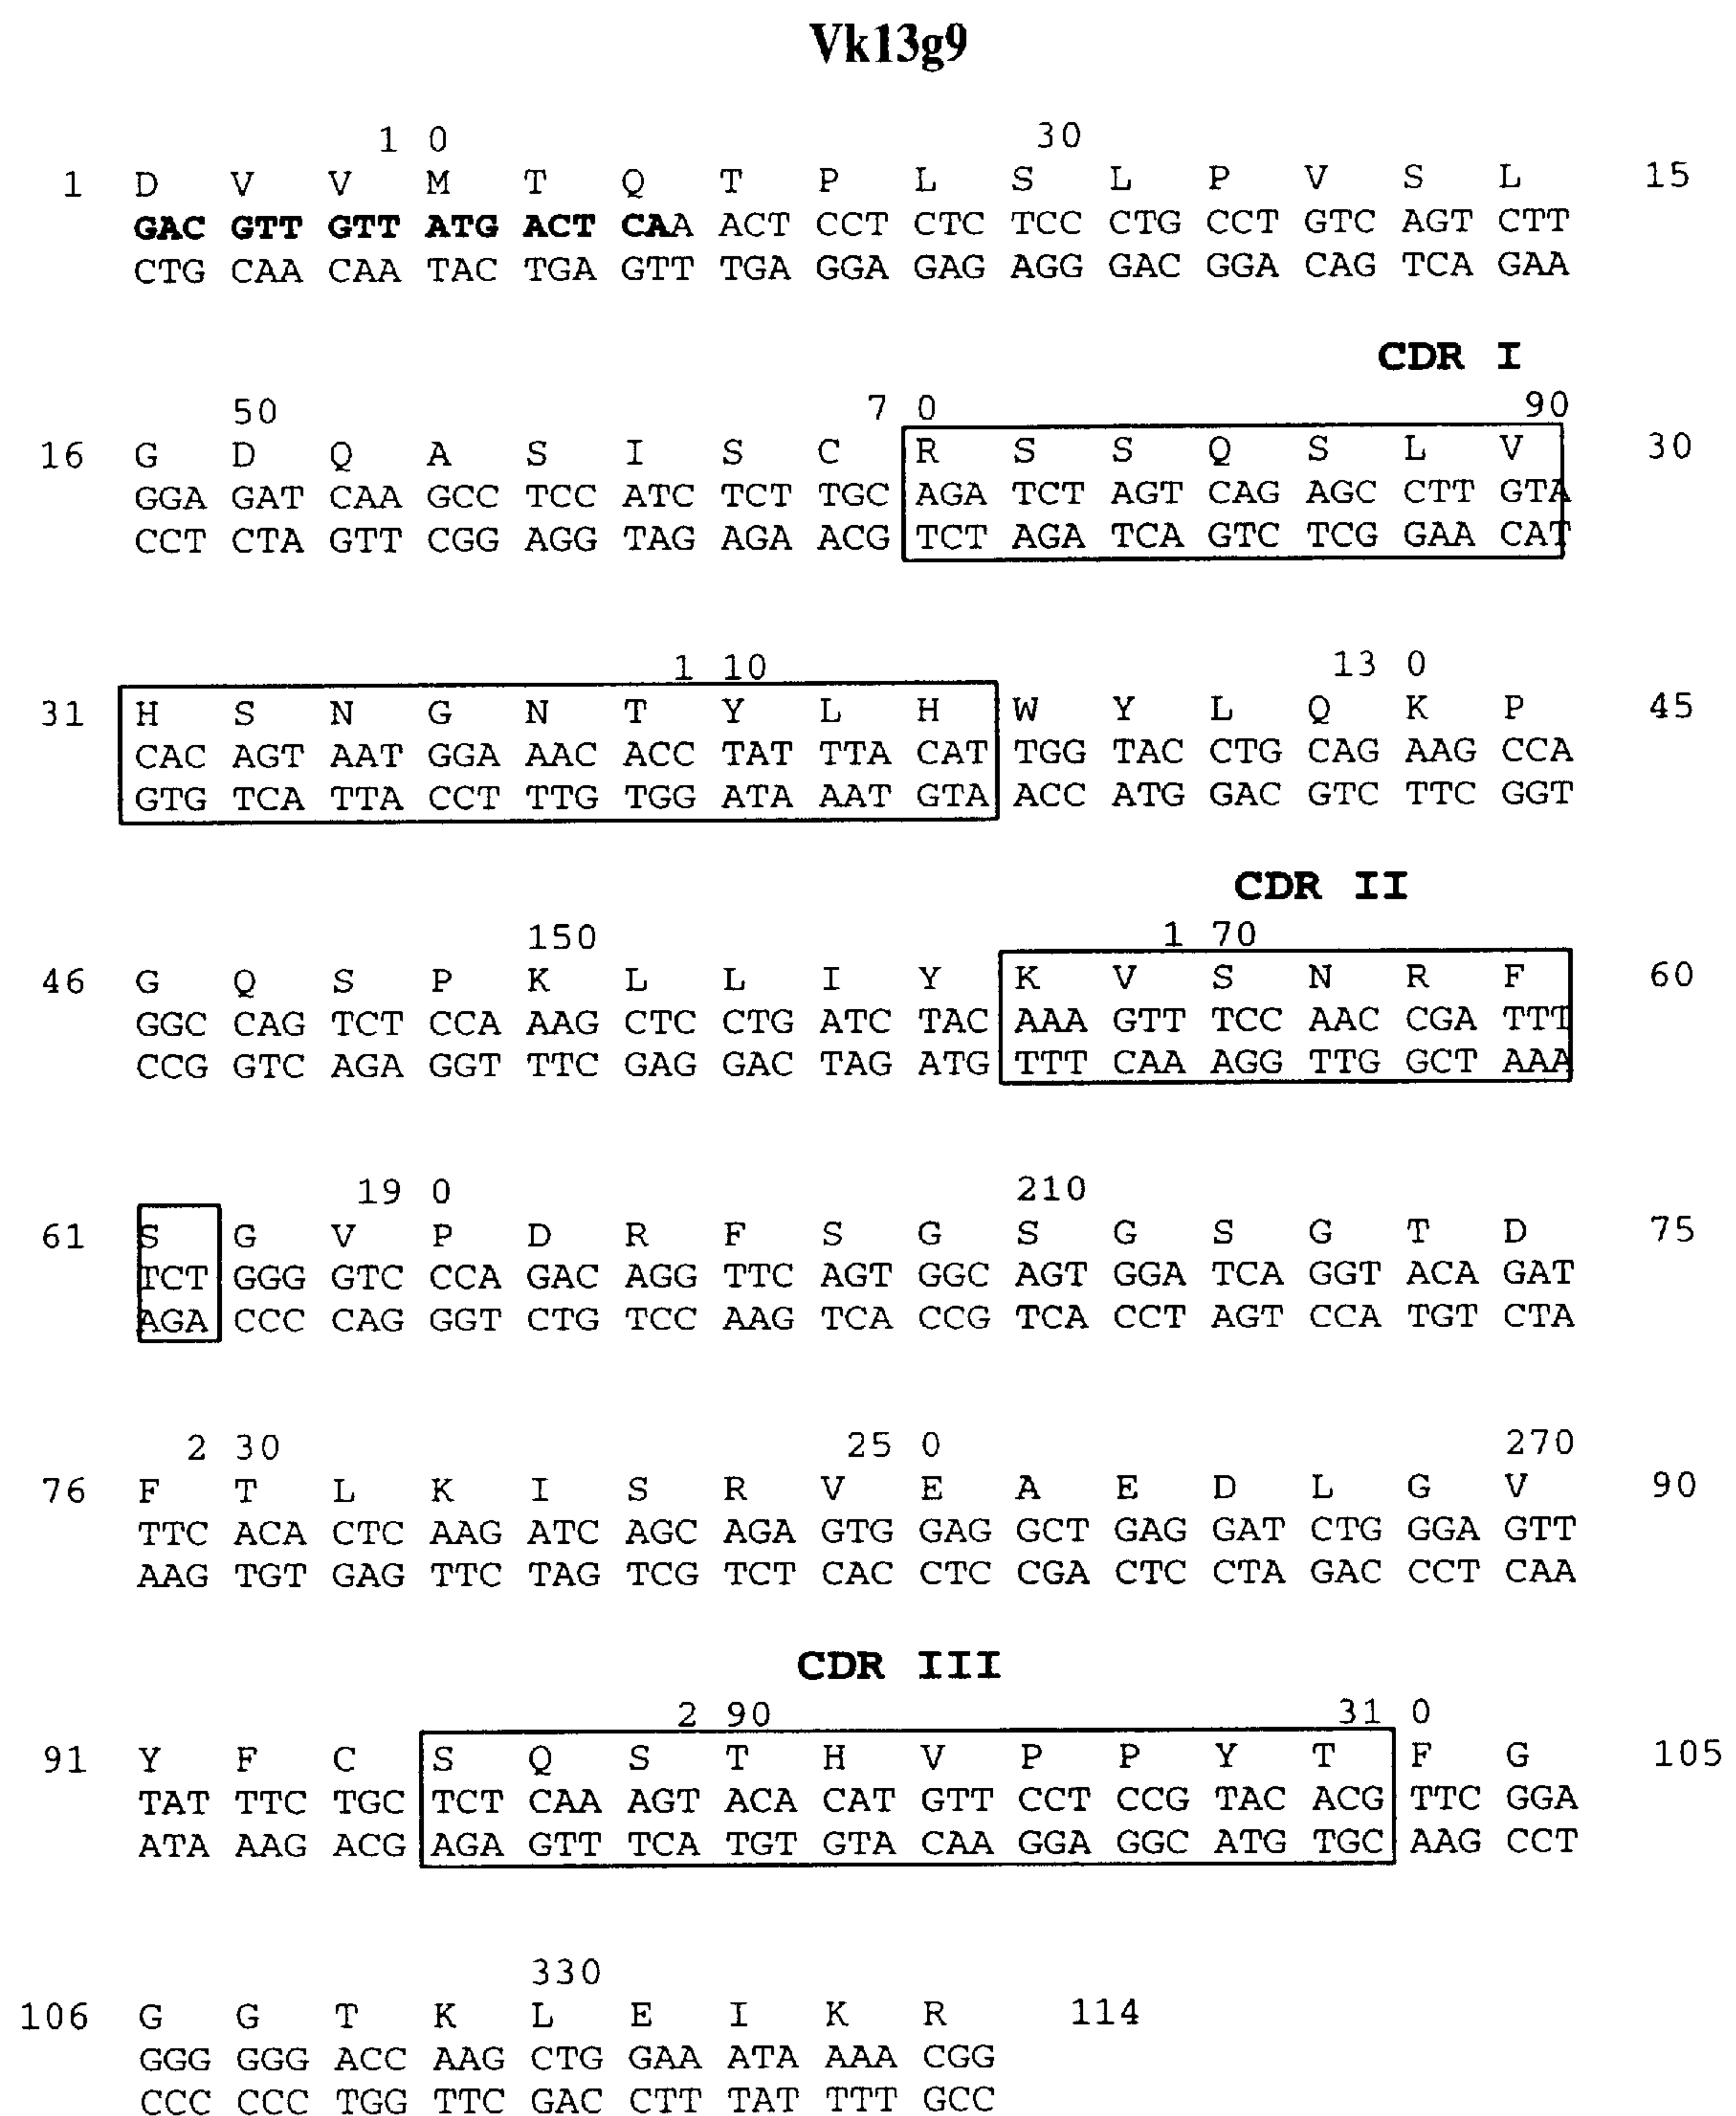 Vk13g9
1 0 30
1 D V V M T Q T P L S L P V S L 15
GAC GTT GTT ATG ACT CAA ACT CCT CTC TCC CTG CCT GTC AGT CTT
CTG CAA CAA TAC TGA GTT TGA GGA GAG AGG GAC GGA CAG TCA GAA
CDR I
50 7 0 90
16 G D Q A S I S C R S S Q S L V 30
GGA GAT CAA GCC TCC ATC TCT TGC AGA TCT AGT CAG AGC CTT GTA
CCT CTA GTT CGG AGG TAG AGA ACG TCT AGA TCA GTC TCG GAA CAT
1 10 13 0
31 H S N G N T Y L H W Y L Q K P 45
CAC AGT AAT GGA AAC ACC TAT TTA CAT TGG TAC CTG CAG AAG CCA
GTG TCA TTA CCT TTG TGG ATA AAT GTA ACC ATG GAC GTC TTC GGT
CDR II
150 1 70
46 G Q S P K L L I Y K V S N R F 60
GGC CAG TCT CCA AAG CTC CTG ATC TAC AAA GTT TCC AAC CGA TTT
CCG GTC AGA GGT TTC GAG GAC TAG ATG TTT CAA AGG TTG GCT AAA
19 0 210
61 S G V P D R F S G S G S G T D 75
TCT GGG GTC CCA GAC AGG TTC AGT GGC AGT GGA TCA GGT ACA GAT
AGA CCC CAG GGT CTG TCC AAG TCA CCG TCA CCT AGT CCA TGT CTA
2 30 25 0 270
76 F T L K I S R V E A E D L G V 90
TTC ACA CTC AAG ATC AGC AGA GTG GAG GCT GAG GAT CTG GGA GTT
AAG TGT GAG TTC TAG TCG TCT CAC CTC CGA CTC CTA GAC CCT CAA
CDR III
2 90 31 0
91 Y F C S Q S T H V P P Y T F G 105
TAT TTC TGC TCT CAA AGT ACA CAT GTT CCT CCG TAC ACG TTC GGA
ATA AAG ACG AGA GTT TCA TGT GTA CAA GGA GGC ATG TGC AAG CCT
330
106 G G T K L E I K R 114
GGG GGG ACC AAG CTG GAA ATA AAA CGG
CCC CCC TGG TTC GAC CTT TAT TTT GCC